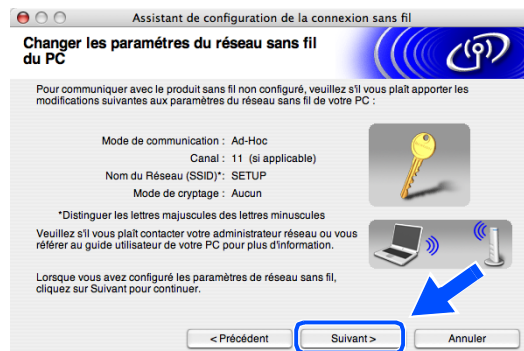 Assistant de configuration de la connexion sans fil
Changer les paramétres du réseau sans fil
du PC
Pour communiquer avec le produit sans fil non configuré, veuillez s'il vous plaît apporter les
modifications suivantes aux paramètres du réseau sans fil de votre PC :
Mode de communication : Ad-Hoc
Canal : 11 (si applicable)
Nom du Réseau (SSID)*: SETUP
Mode de cryptage : Aucun
*Distinguer les lettres majuscules des lettres minuscules
Veuillez s'il vous plaît contacter votre administrateur réseau ou vous
référer au guide utilisateur de votre PC pour plus d'information.
Lorsque vous avez configuré les paramètres de réseau sans fil,
cliquez sur Suivant pour continuer.
< Précédent
Suivant >
Annuler